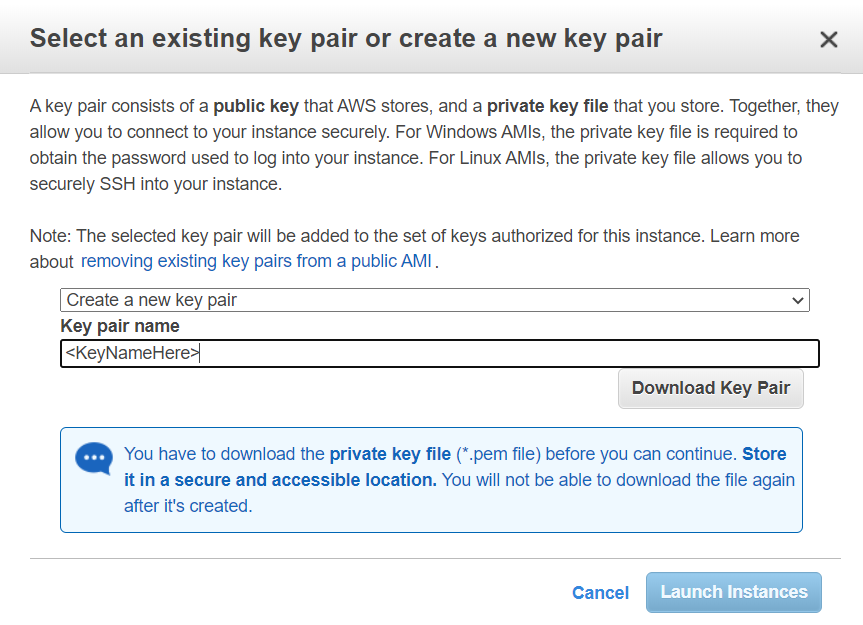 Select an existing key pair or create a new key pair
A key pair consists of a public key that AWS stores, and a private key file that you store. Together, they
allow you to connect to your instance securely. For Windows AMIs, the private key file is required to
obtain the password used to log into your instance. For Linux AMIs, the private key file allows you to
securely SSH into your instance.
Note: The selected key pair will be added to the set of keys authorized for this instance. Learn more
about removing existing key pairs from a public AMI .
Create a new key pair
Key pair name
<KeyNameHere>
Download Key Pair
You have to download the private key file (*.pem file) before you can continue. Store
it in a secure and accessible location. You will not be able to download the file again
after it's created.
Cancel Launch Instances